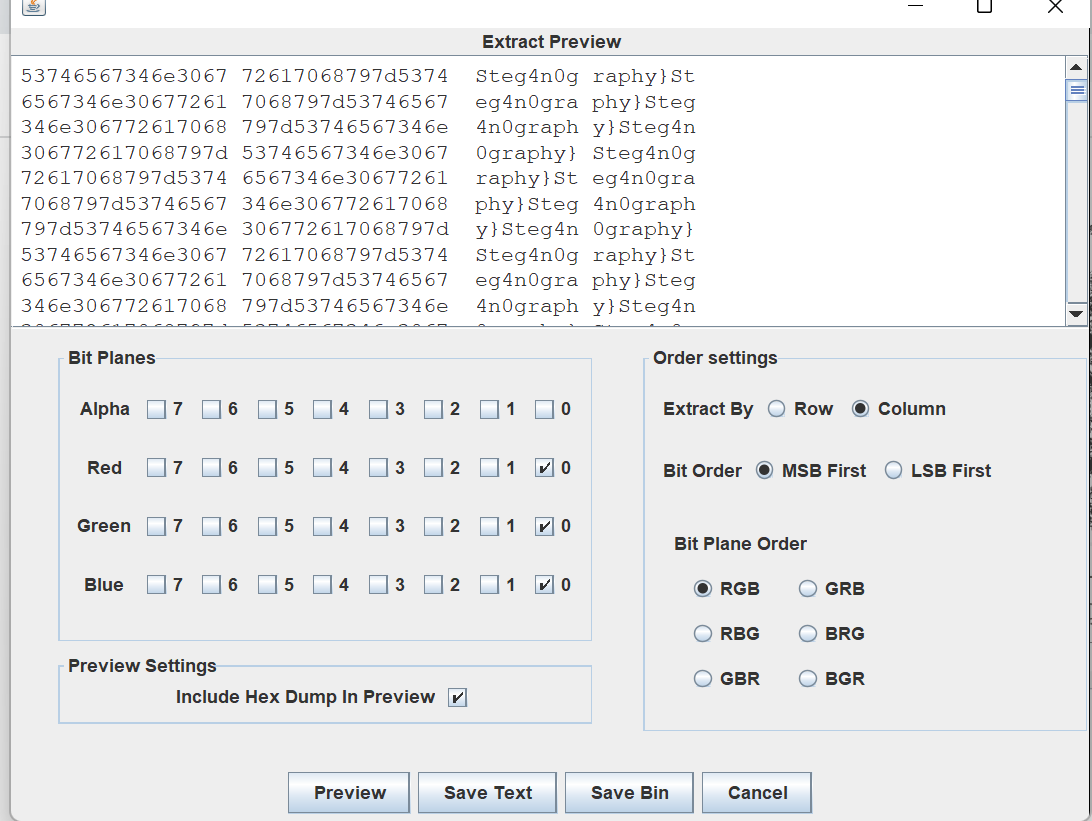 Extract Preview
53746567346e3067 72617068797d5374 Steg4n0g raphy}St
6567346e30677261 7068797d53746567 eg4n0gra phy}Steg
346e306772617068 797d53746567346e 4n0graph y}Steg4n
306772617068797d 53746567346e3067 0graphy} Steg4n0g
72617068797d5374 6567346e30677261 raphy}St eg4n0gra
7068797d53746567 346e306772617068 phy}Steg 4n0graph
797d53746567346e 306772617068797d y}Steg4n 0graphy}
53746567346e3067 72617068797d5374 Steg4n0g raphy}St
6567346e30677261 7068797d53746567 eg4n0gra phy}Steg
346e306772617068 797d53746567346e 4n0graph y}Steg4n
Bit Planes
Alpha 7 6 5 4 3 2 1 0
Red 7 6 5 4 3 2 1 0
Green 7 6 5 4 3 2 1 0
Blue 7 6 5 4 3 2 1 0
Preview Settings
Include Hex Dump In Preview
Order settings
Extract By Row Column
Bit Order MSB First LSB First
Bit Plane Order
RGB GRB
RBG BRG
GBR BGR
Preview Save Text Save Bin Cancel